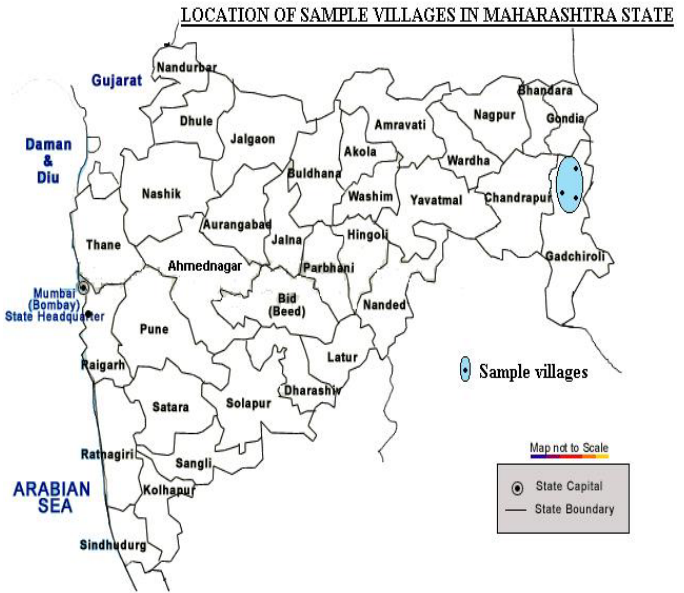 LOCATION OF SAMPLE VILLAGES IN MAHARASHTRA STATE
Nandurbar
Gujarat
Bhandara
Dhule
Nagpur
Gondia
Jalgaon
Amravati
Daman
&
Diu
Akola
Wardha
Buldhana
Nashik
Washim
Yavatmal
Chandrapur
Aurangabad
Thane
Jalna
Hingoli
Gadchiroli
Ahmednagar
Parbhani
Mumbai
(Bombay)
State Headquarter
Bid
(Beed)
Nanded
Pune
Latur
Raigarh
Sample villages
Dharashiv
Satara
Solapur
Map not to Scale
Ratnagiri
Sangli
ARABIAN
SEA
Kolhapur
State Capital
State Boundary
Sindhudurg